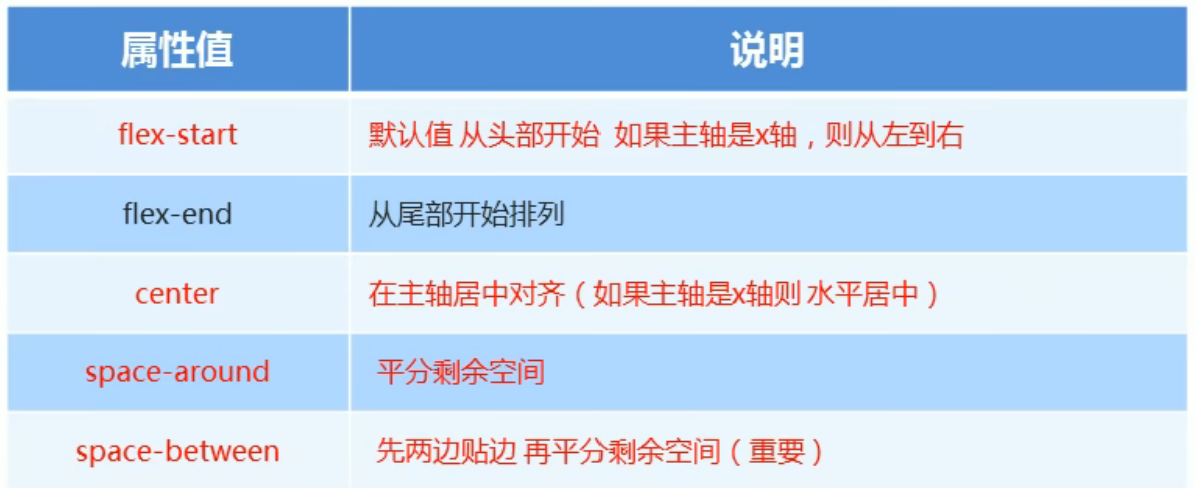 属性值 说明
flex-start 默认值 从头部开始 如果主轴是x轴，则从左到右
flex-end 从尾部开始排列
center 在主轴居中对齐（如果主轴是x轴则 水平居中）
space-around 平分剩余空间
space-between 先两边贴边 再平分剩余空间（重要）